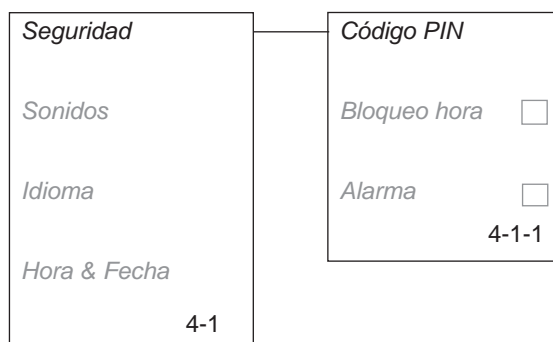 Seguridad
Sonidos
Idioma
Hora & Fecha
4-1
Código PIN
Bloqueo hora
Alarma
4-1-1